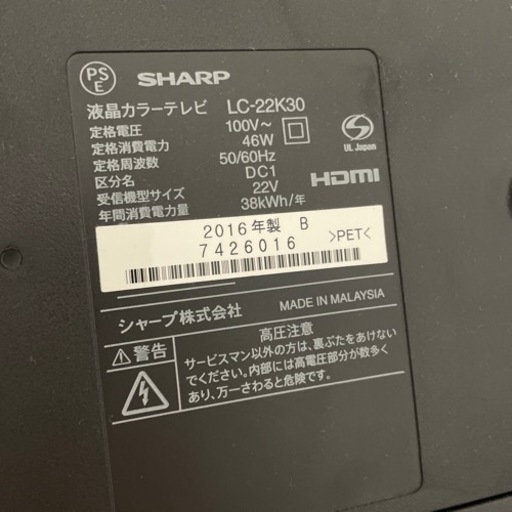 PS
E
SHARP
液晶カラーテレビ LC-22K30
定格電圧 100V～
定格消費電力 46W
定格周波数 50/60Hz
区分名 DC1
受信機型サイズ 22V
年間消費電力量 38kWh/年
UL Japan
HDMI
2016年製 B
7426016
>PET<
シャープ株式会社 MADE IN MALAYSIA
警告
高圧注意
サービスマン以外の方は、裏ぶたをあけない
でください。内部には高電圧部分が数多く
あり、万一さわると危険です。